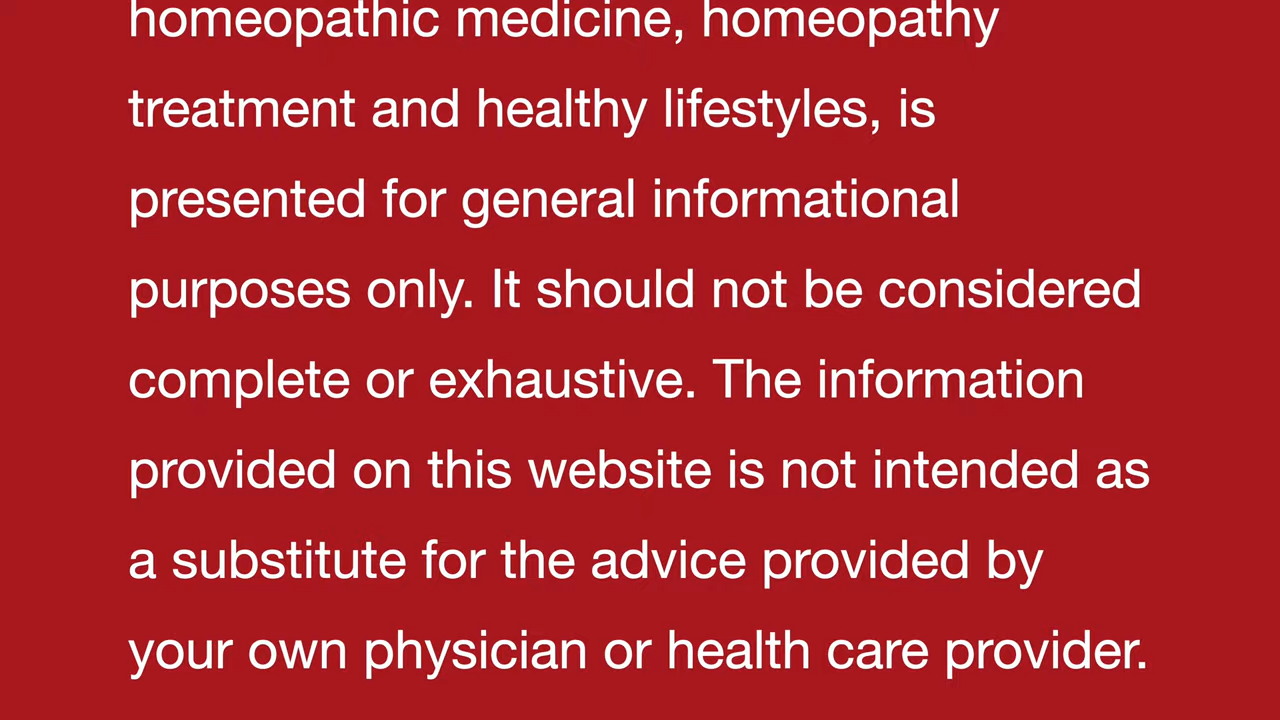 homeopathic medicine, homeopathy
treatment and healthy lifestyles, is
presented for general informational
purposes only. It should not be considered
complete or exhaustive. The information
provided on this website is not intended as
a substitute for the advice provided by
your own physician or health care provider.